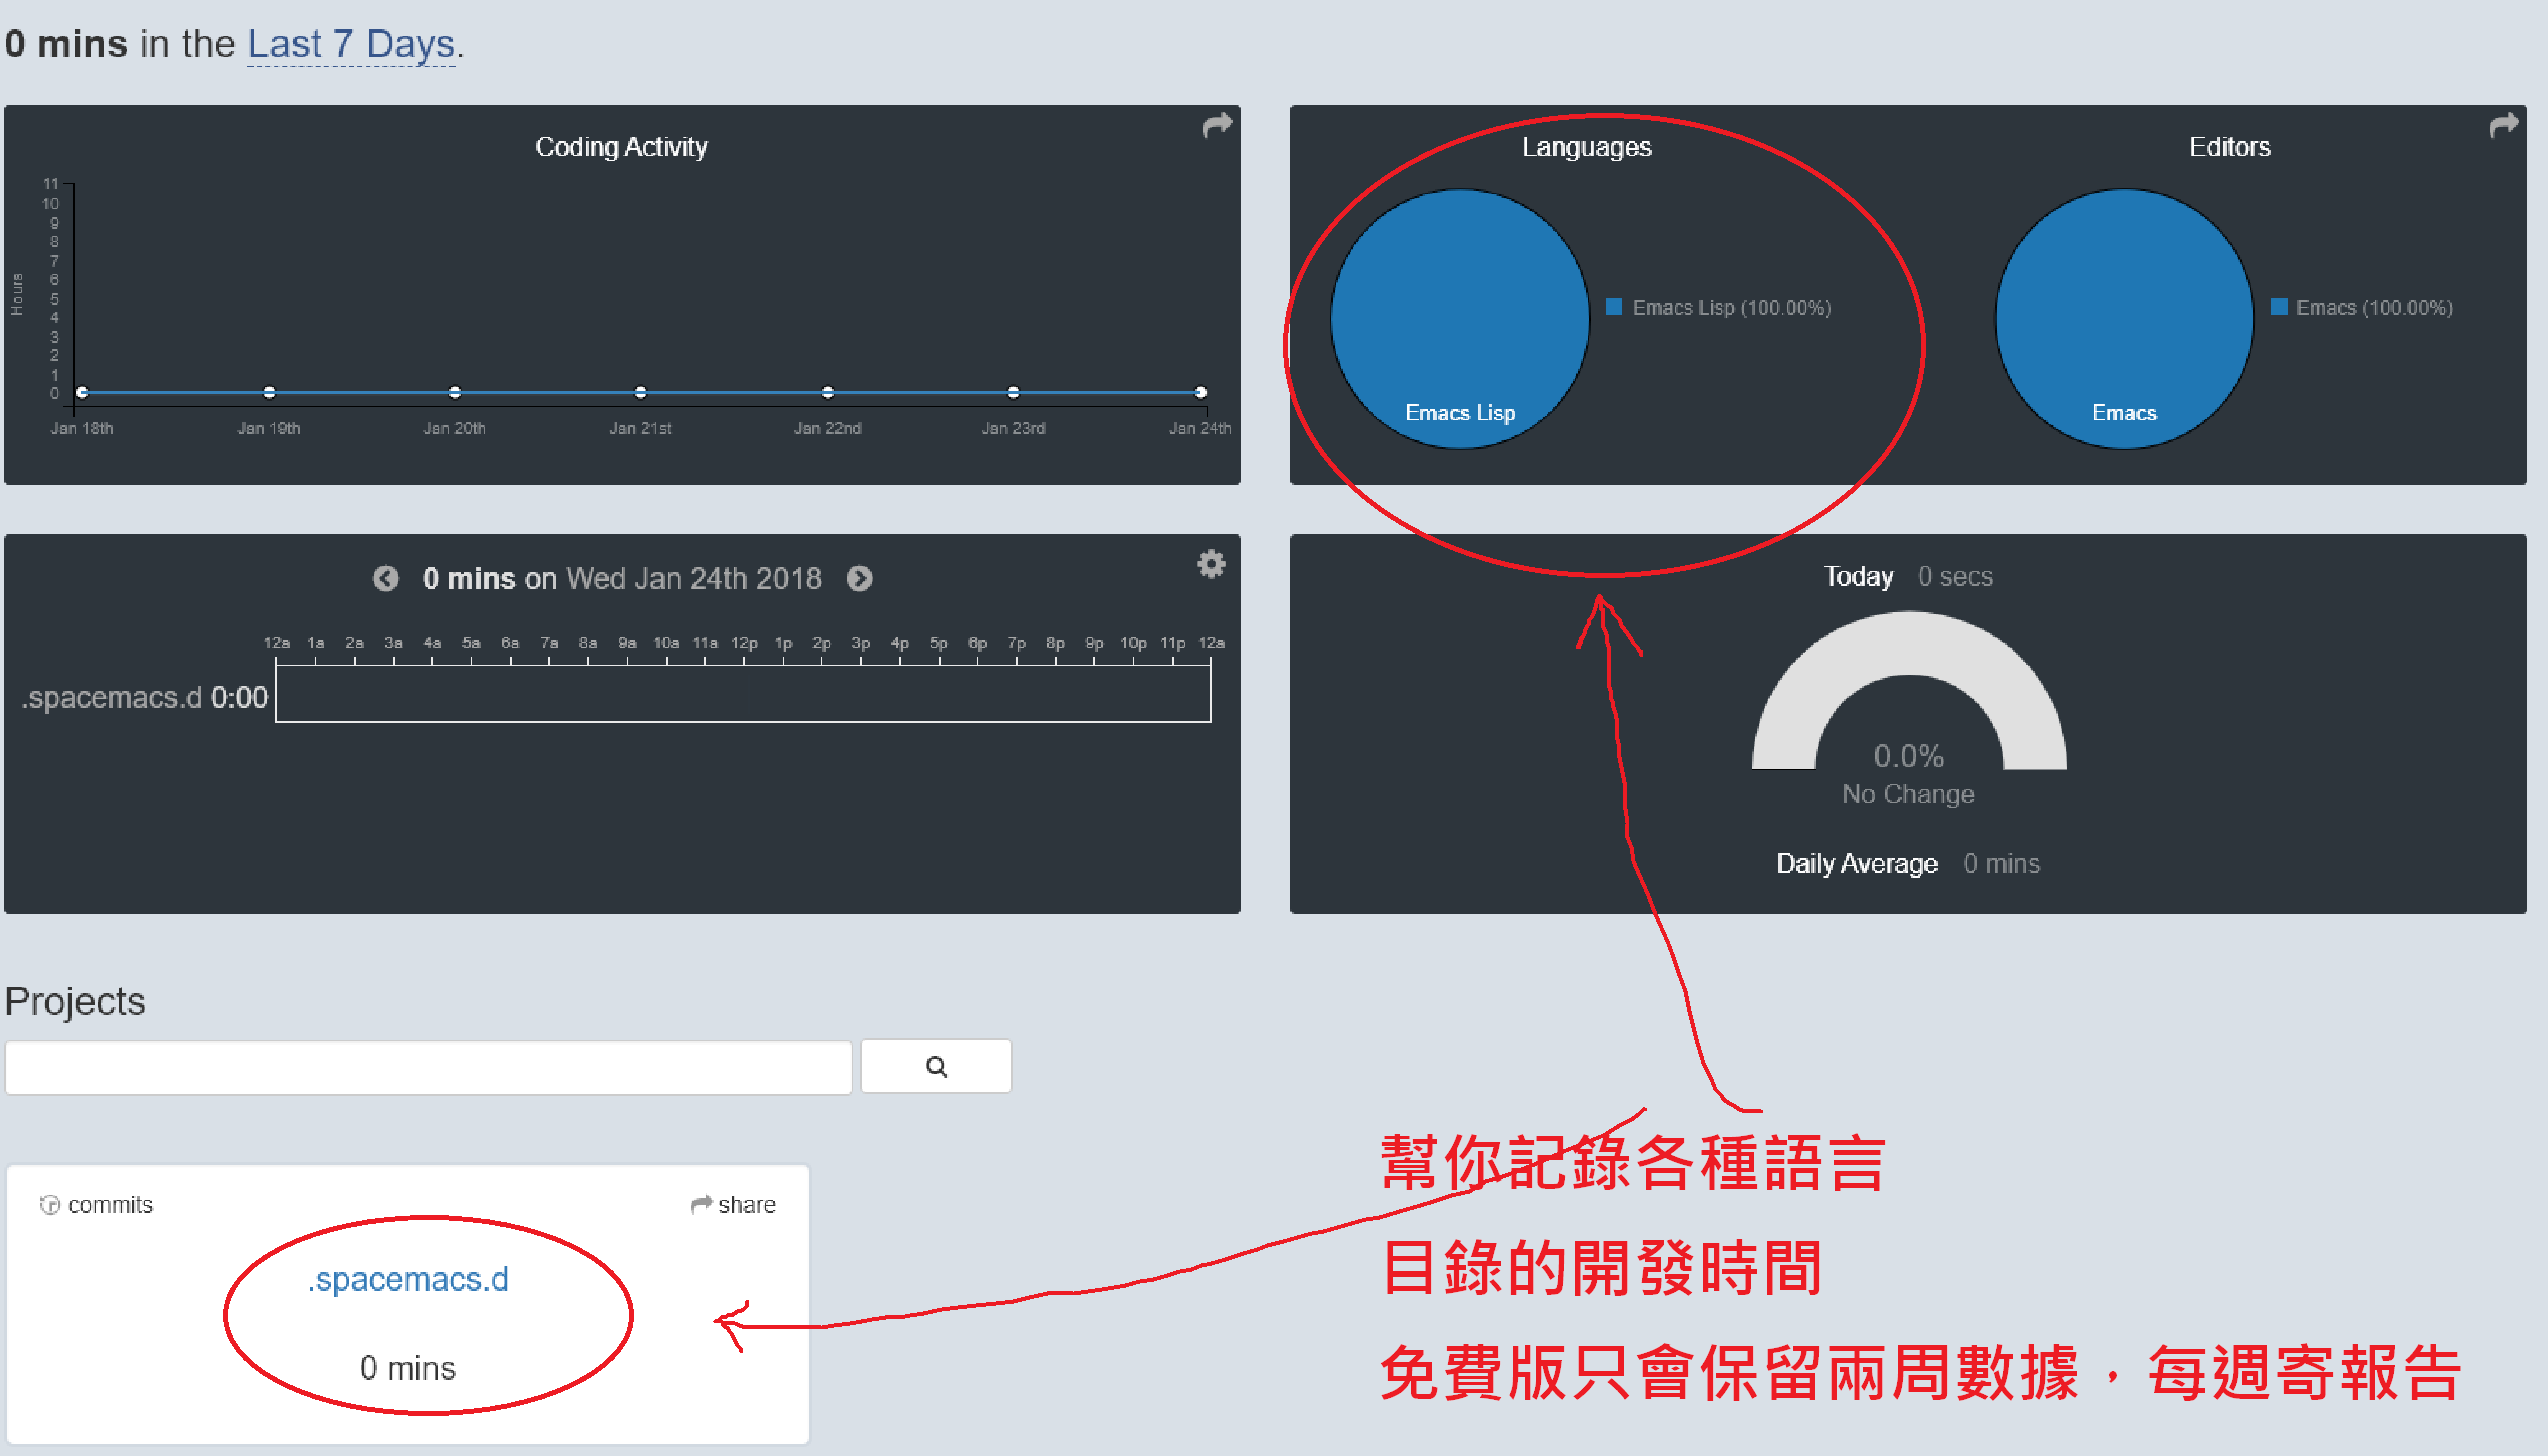 0 mins in the Last 7 Days.
Coding Activity
Hours
11
10
9
8
7
6
5
4
3
2
1
0
Jan 18th Jan 19th Jan 20th Jan 21st Jan 22nd Jan 23rd Jan 24th
Languages
Emacs Lisp (100.00%)
Emacs Lisp
Editors
Emacs (100.00%)
Emacs
0 mins on Wed Jan 24th 2018
12a 1a 2a 3a 4a 5a 6a 7a 8a 9a 10a 11a 12p 1p 2p 3p 4p 5p 6p 7p 8p 9p 10p 11p 12a
.spacemacs.d 0:00
Today 0 secs
0.0%
No Change
Daily Average 0 mins
Projects
commits share
.spacemacs.d
0 mins
幫你記錄各種語言
目錄的開發時間
免費版只會保留兩周數據，每週寄報告